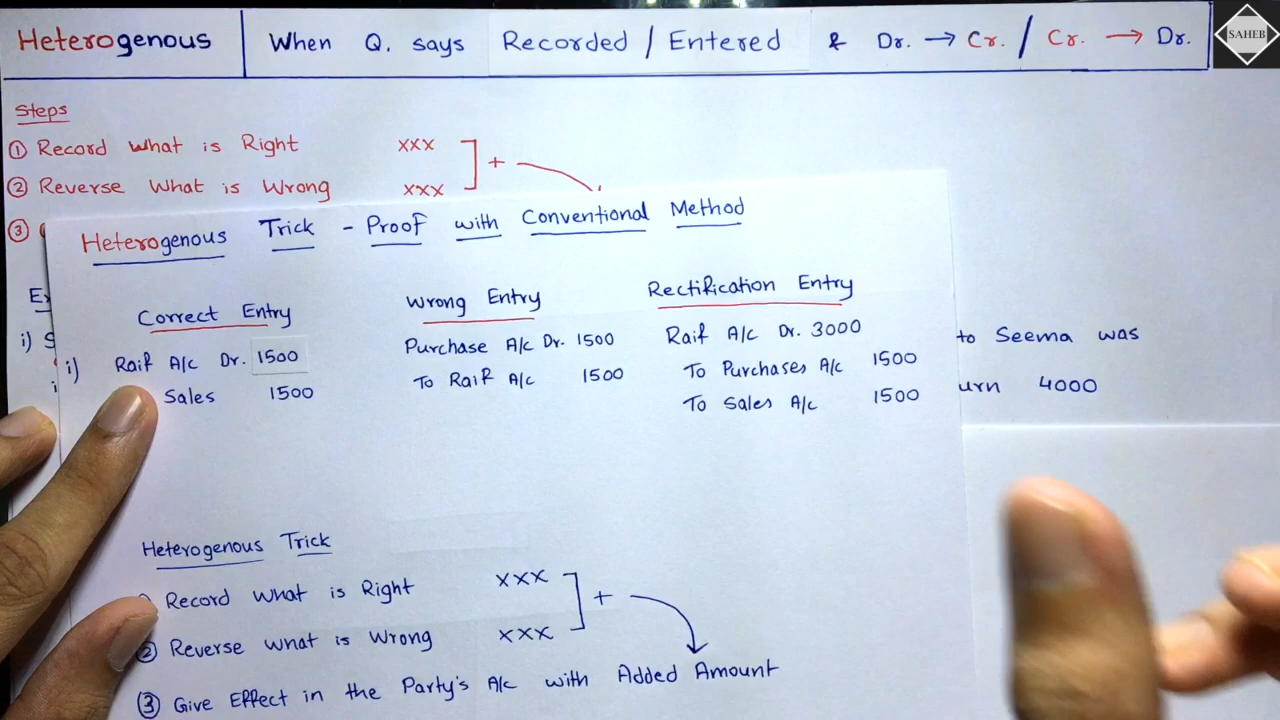 Heterogenous When Q. says Recorded / Entered & Dr. → Cr. / Cr. → Dr.
SAHEB
Steps
① Record What is Right xxx
② Reverse What is Wrong xxx +
③
Heterogenous Trick - Proof with Conventional Method
Ex
i) S
to Seema was
urn 4000
Correct Entry
i) Raif A/c Dr. 1500
Sales 1500
Wrong Entry
Purchase A/c Dr. 1500
To Raif A/c 1500
Rectification Entry
Raif A/c Dr. 3000
To Purchases A/c 1500
To Sales A/c 1500
Heterogenous Trick
Record What is Right xxx
② Reverse what is Wrong xxx +
③ Give Effect in the Party's A/c with Added Amount